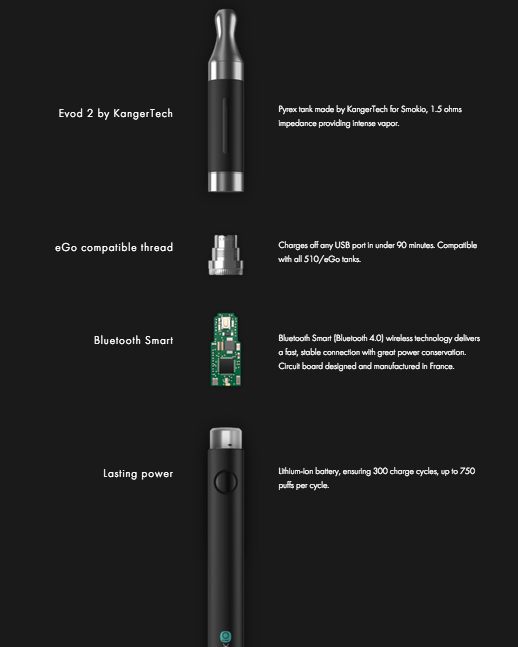 Evod 2 by KangerTech
Pyrex tank made by KangerTech for Smokio, 1.5 ohms
impedance providing intense vapor.
eGo compatible thread
Charges off any USB port in under 90 minutes. Compatible
with all 510/eGo tanks.
Bluetooth Smart
Bluetooth Smart (Bluetooth 4.0) wireless technology delivers
a fast, stable connection with great power conservation.
Circuit board designed and manufactured in France.
Lasting power
Lithium-Ion battery, ensuring 300 charge cycles, up to 750
puffs per cycle.